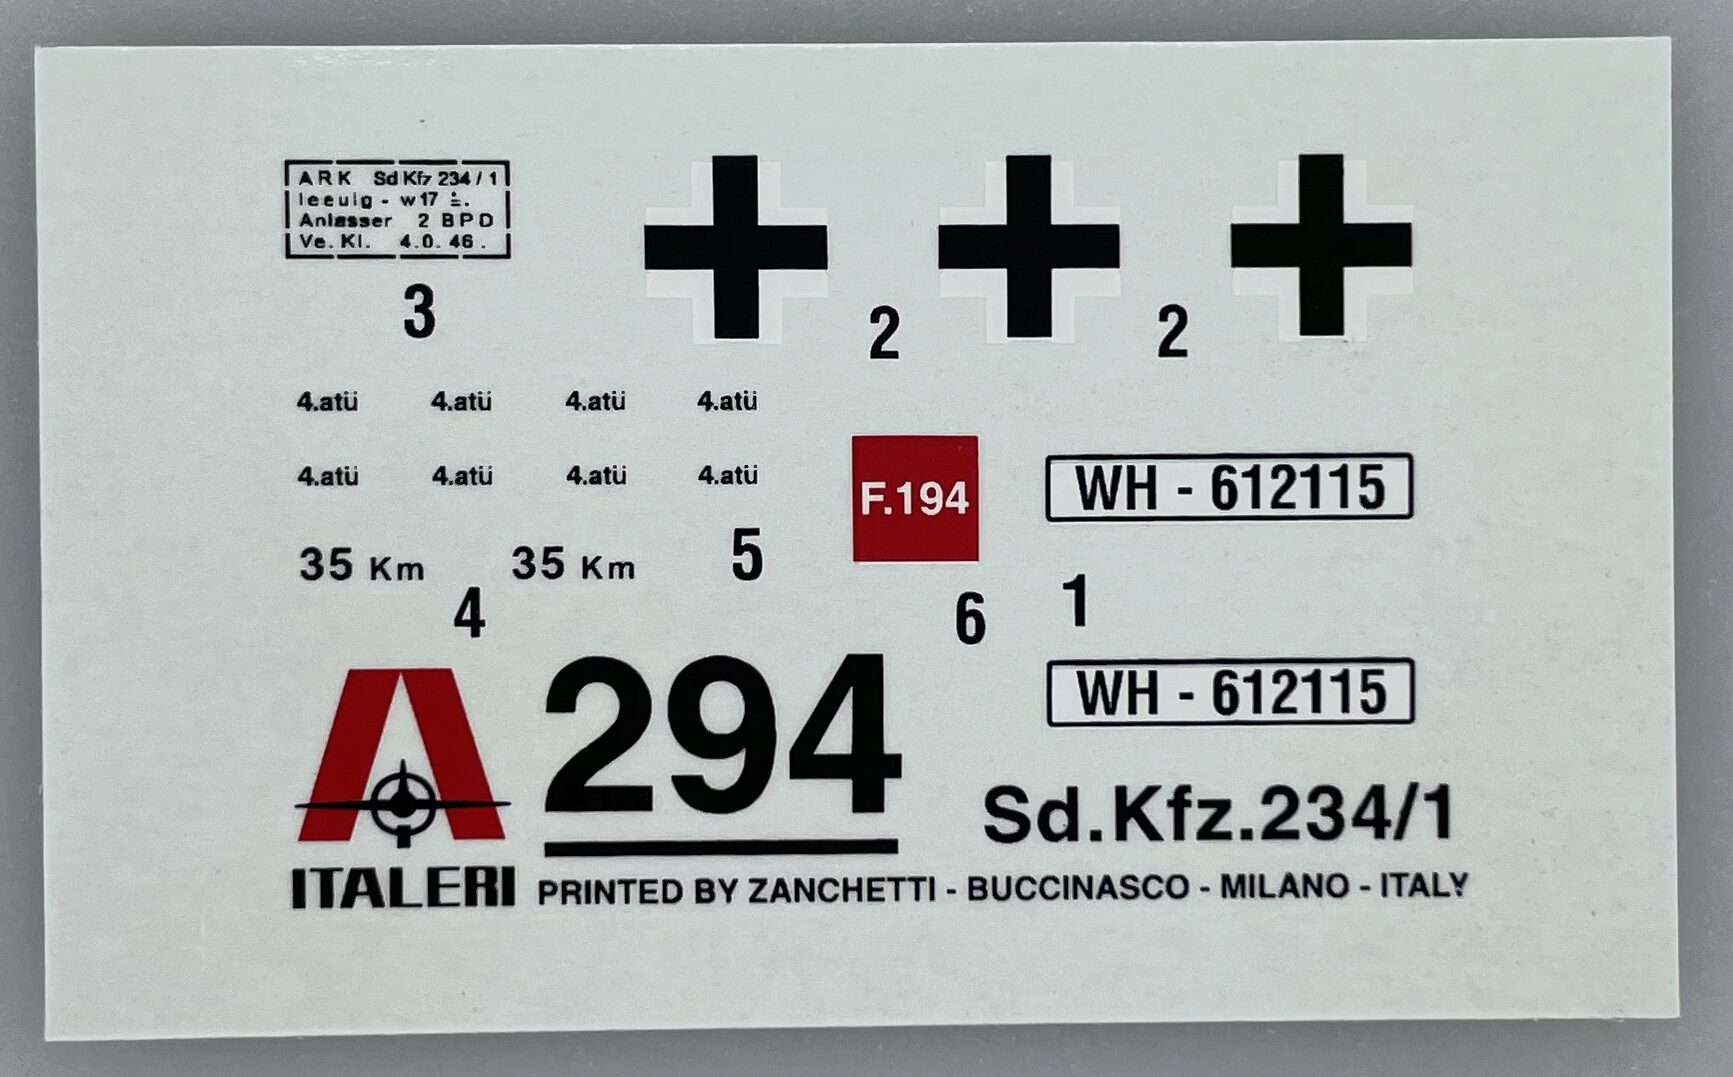 ARK Sd Kfz 234/1
leeuig - w17
Anlasser 2 BPD
Ve. Kl. 4.0. 46.
3
2
2
4.atü 4.atü 4.atü 4.atü
4.atü 4.atü 4.atü 4.atü
5
35 Km 35 Km
4
F.194
6
WH - 612115
1
WH - 612115
294
Sd.Kfz.234/1
ITALERI
PRINTED BY ZANCHETTI - BUCCINASCO - MILANO - ITALY